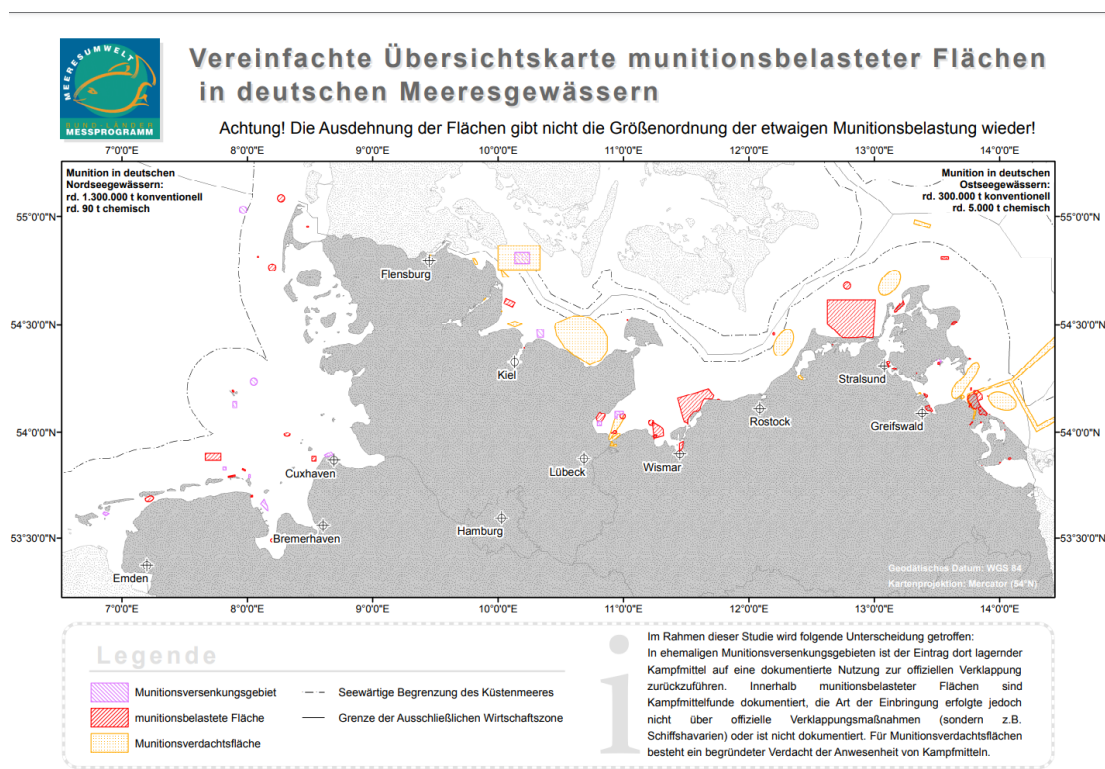 MEERESUMWELT
BUND-LÄNDER
MESSPROGRAMM
Vereinfachte Übersichtskarte munitionsbelasteter Flächen
in deutschen Meeresgewässern
Achtung! Die Ausdehnung der Flächen gibt nicht die Größenordnung der etwaigen Munitionsbelastung wieder!
7°0'0"E 8°0'0"E 9°0'0"E 10°0'0"E 11°0'0"E 12°0'0"E 13°0'0"E 14°0'0"E
Munition in deutschen
Nordseegewässern:
rd. 1.300.000 t konventionell
rd. 90 t chemisch
Munition in deutschen
Ostseegewässern:
rd. 300.000 t konventionell
rd. 5.000 t chemisch
55°0'0"N 55°0'0"N
Flensburg
54°30'0"N 54°30'0"N
Kiel
Stralsund
Rostock
Greifswald
54°0'0"N 54°0'0"N
Cuxhaven
Lübeck
Wismar
Hamburg
Bremerhaven
53°30'0"N 53°30'0"N
Emden
Geodätisches Datum: WGS 84
Kartenprojektion: Mercator (54°N)
7°0'0"E 8°0'0"E 9°0'0"E 10°0'0"E 11°0'0"E 12°0'0"E 13°0'0"E 14°0'0"E
Legende
Munitionsversenkungsgebiet
munitionsbelastete Fläche
Munitionsverdachtsfläche
Seewärtige Begrenzung des Küstenmeeres
Grenze der Ausschließlichen Wirtschaftszone
i
Im Rahmen dieser Studie wird folgende Unterscheidung getroffen:
In ehemaligen Munitionsversenkungsgebieten ist der Eintrag dort lagernder
Kampfmittel auf eine dokumentierte Nutzung zur offiziellen Verklappung
zurückzuführen. Innerhalb munitionsbelasteter Flächen sind
Kampfmittelfunde dokumentiert, die Art der Einbringung erfolgte jedoch
nicht über offizielle Verklappungsmaßnahmen (sondern z.B.
Schiffshavarien) oder ist nicht dokumentiert. Für Munitionsverdachtsflächen
besteht ein begründeter Verdacht der Anwesenheit von Kampfmitteln.